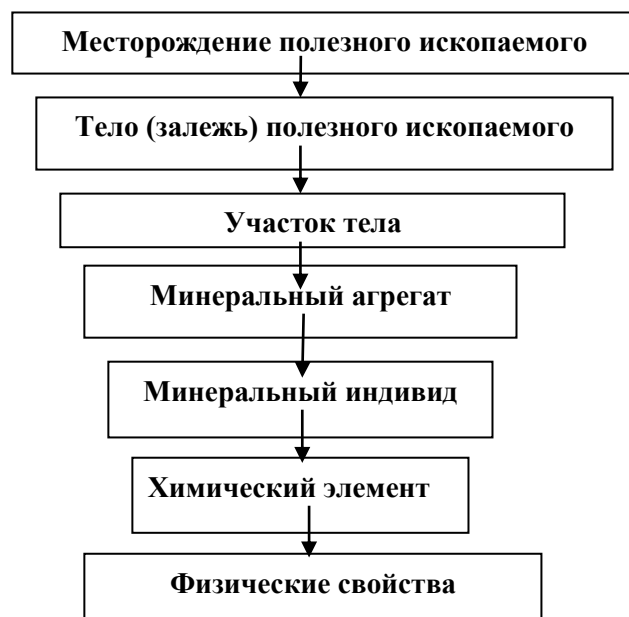 Месторождение полезного ископаемого
Тело (залежь) полезного ископаемого
Участок тела
Минеральный агрегат
Минеральный индивид
Химический элемент
Физические свойства